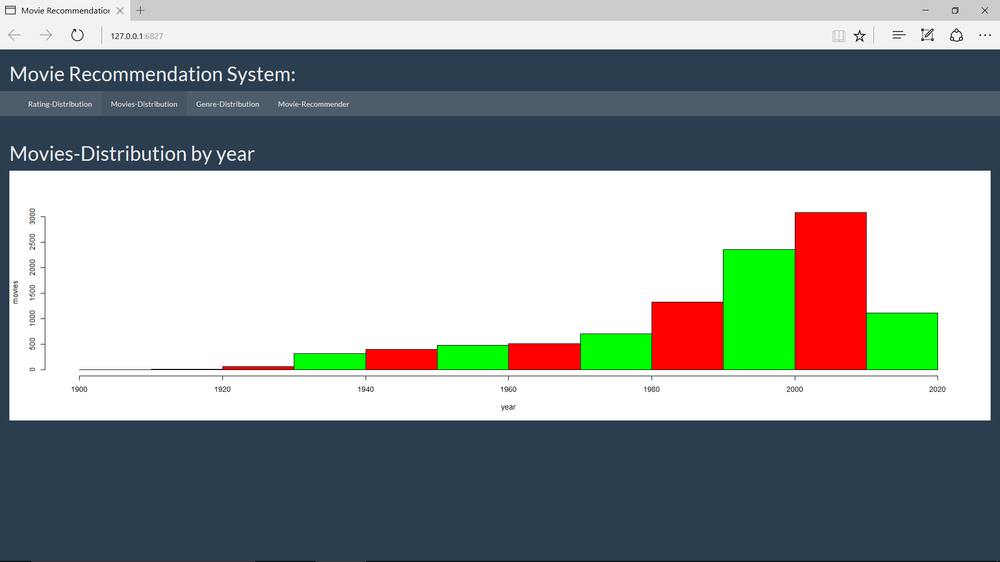 Movie Recommendation
127.0.0.1:6827
Movie Recommendation System:
Rating-Distribution Movies-Distribution Genre-Distribution Movie-Recommender
Movies-Distribution by year
3000
2500
2000
1500
1000
500
0
movies
1900 1920 1940 1960 1980 2000 2020
year